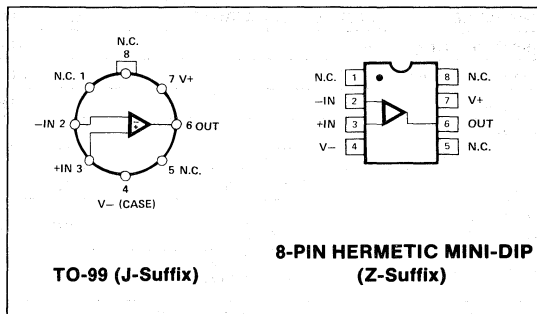 N.C.
8
N.C. 1
7 V+
−IN 2
6 OUT
+IN 3
5 N.C.
4
V− (CASE)
TO-99 (J-Suffix)
N.C. 1 8 N.C.
−IN 2 7 V+
+IN 3 6 OUT
V− 4 5 N.C.
8-PIN HERMETIC MINI-DIP
(Z-Suffix)